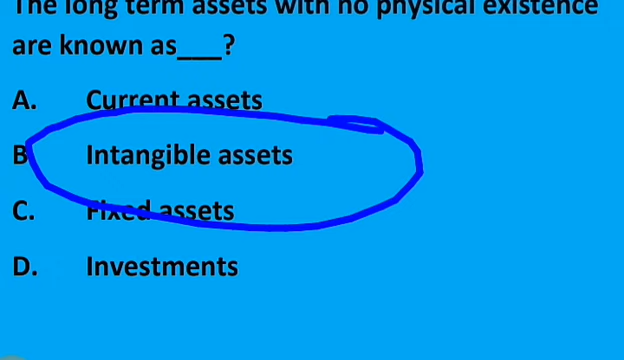 The long term assets with no physical existence
are known as___?
A. Current assets
B Intangible assets
C. Fixed assets
D. Investments